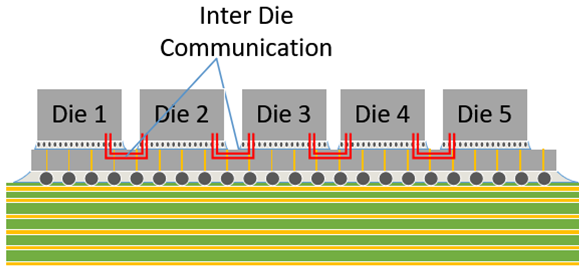 Inter Die
Communication
Die 1
Die 2
Die 3
Die 4
Die 5